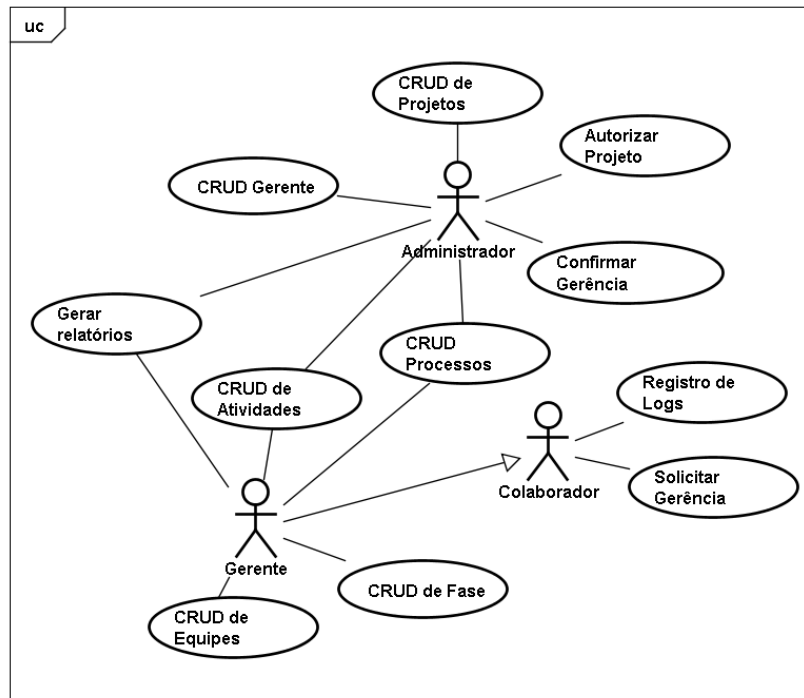 uc
CRUD de
Projetos
Autorizar
Projeto
CRUD Gerente
Administrador
Confirmar
Gerência
Gerar
relatórios
CRUD
Processos
CRUD de
Atividades
Registro de
Logs
Colaborador
Solicitar
Gerência
Gerente
CRUD de Fase
CRUD de
Equipes